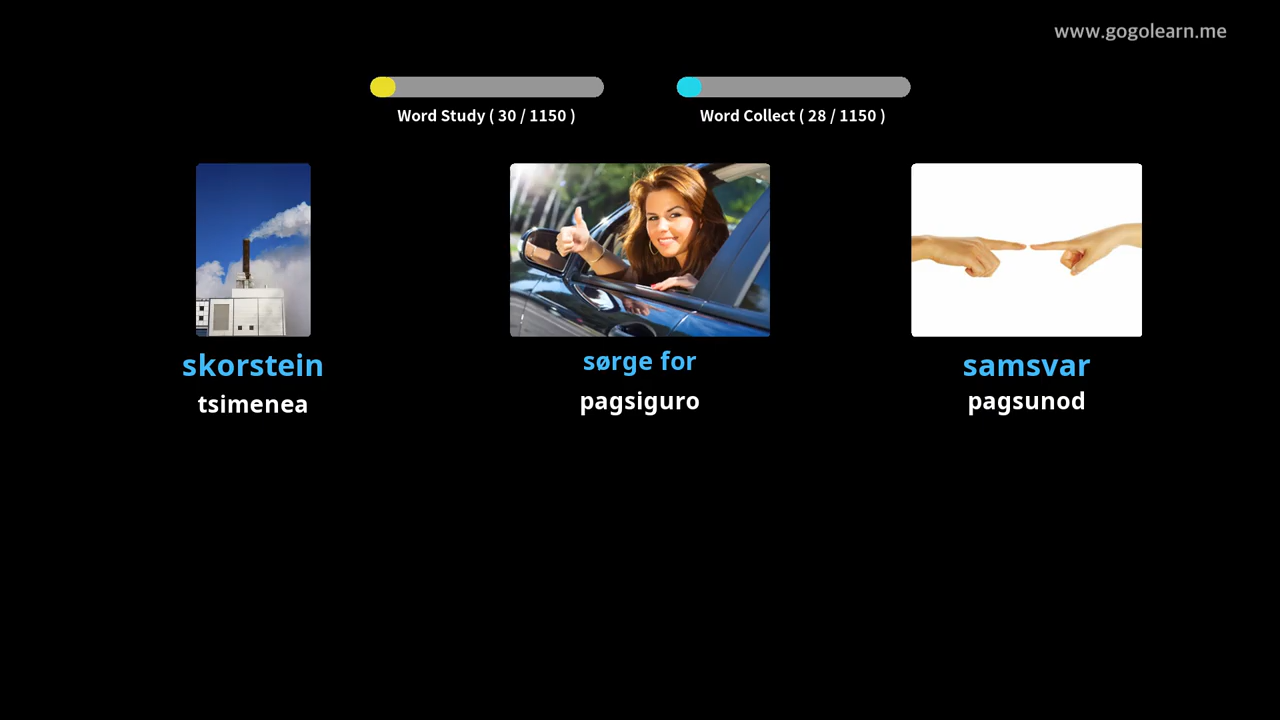 www.gogolearn.me
Word Study ( 30 / 1150 )
Word Collect ( 28 / 1150 )
skorstein
tsimenea
sørge for
pagsiguro
samsvar
pagsunod